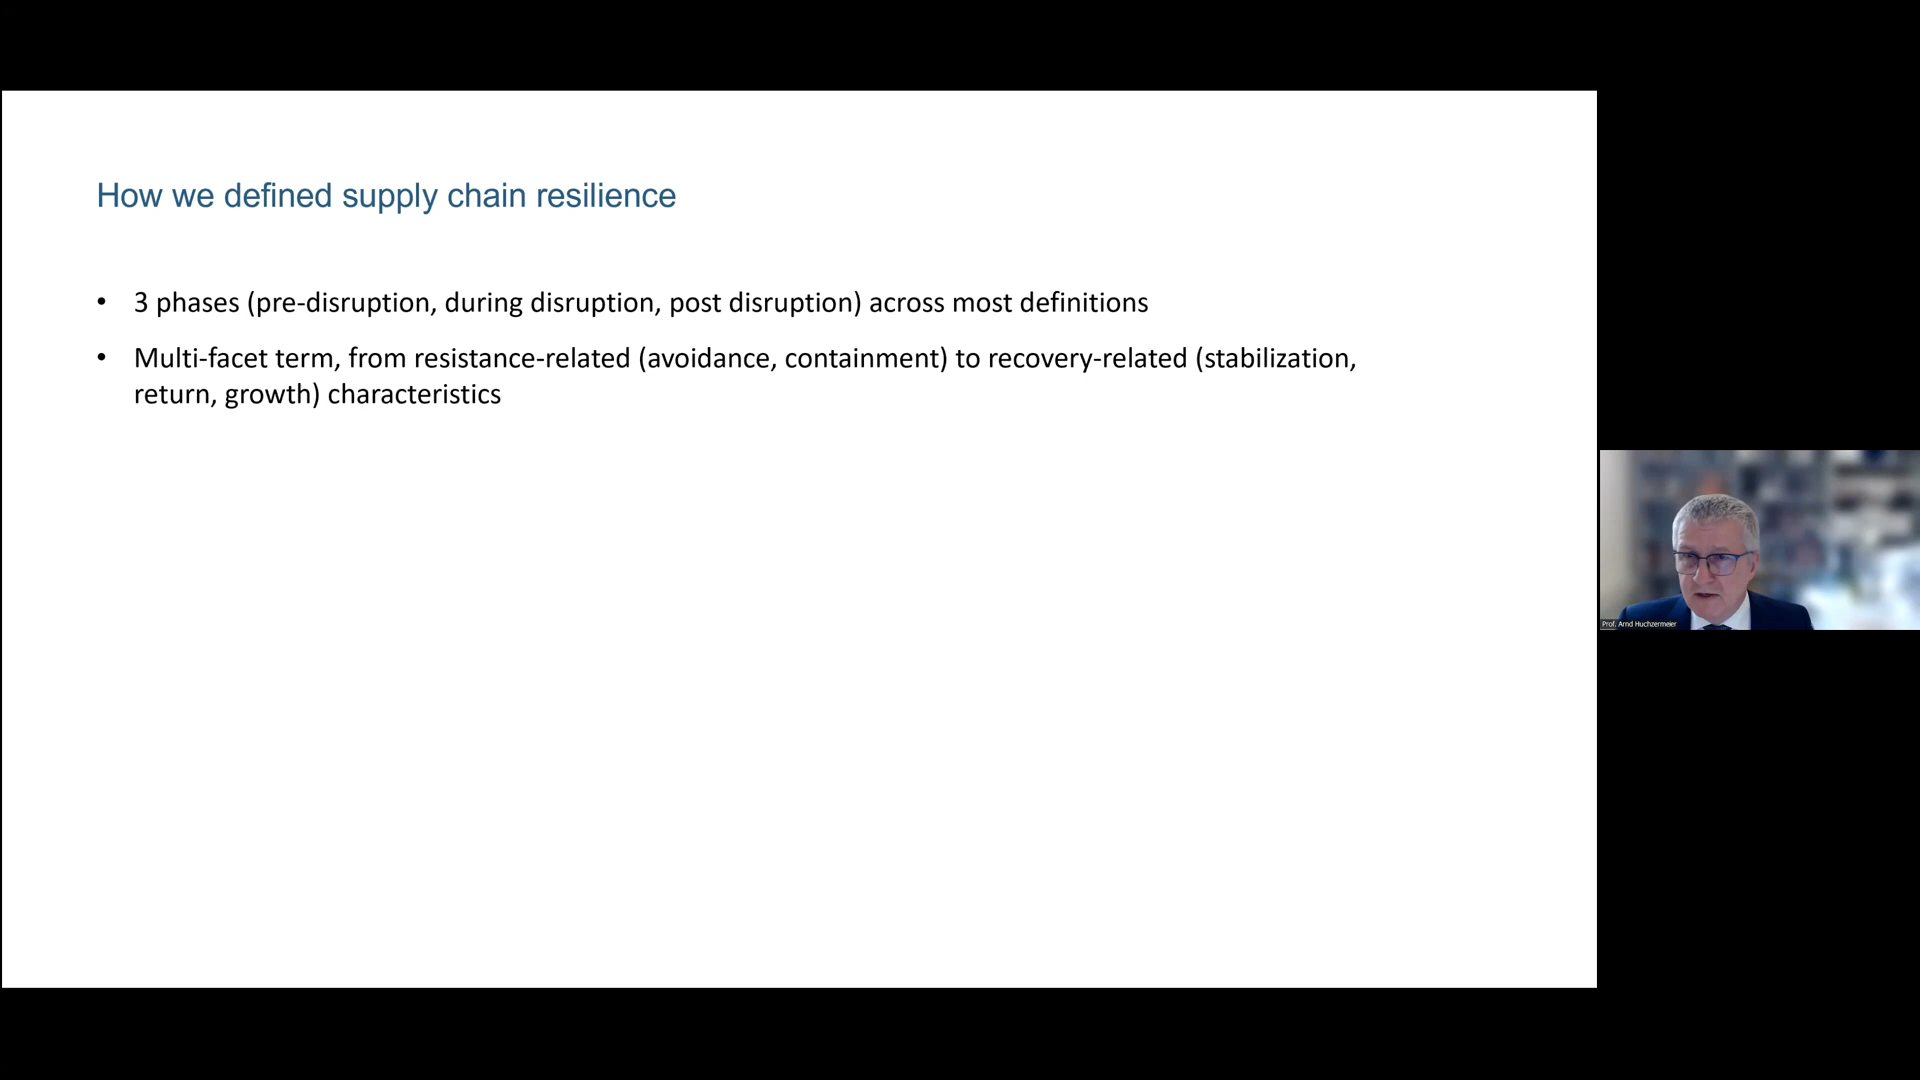 How we defined supply chain resilience
• 3 phases (pre-disruption, during disruption, post disruption) across most definitions
• Multi-facet term, from resistance-related (avoidance, containment) to recovery-related (stabilization,
return, growth) characteristics
Prof. Arnd Huchzermeier